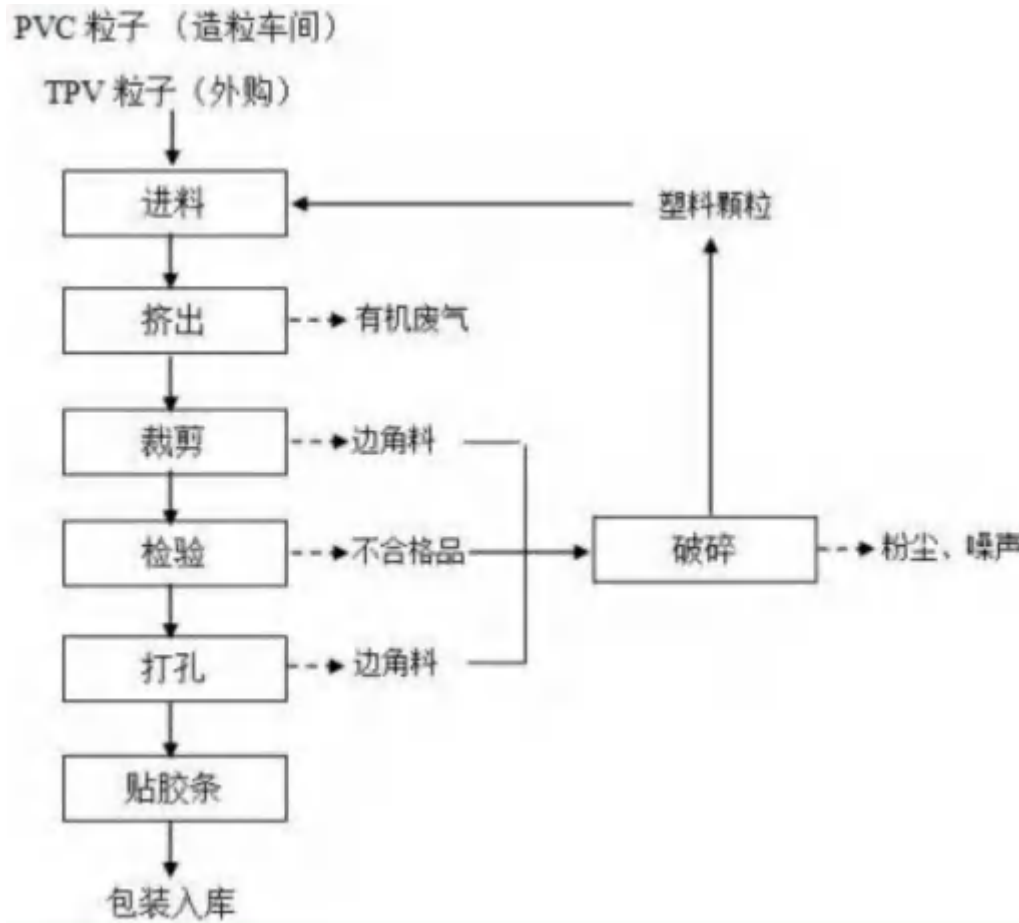 PVC 粒子 （造粒车间）
TPV 粒子（外购）
进料
塑料颗粒
挤出
有机废气
裁剪
边角料
检验
不合格品
破碎
粉尘、噪声
打孔
边角料
贴胶条
包装入库